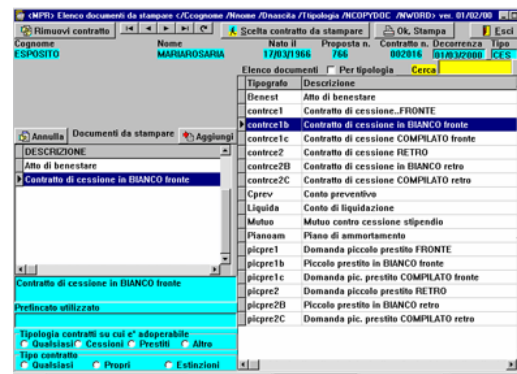 <MPR> Elenco documenti da stampare </Ccognome /Nnome /Dnascita /Ttipologia /NCOPYDOC /NWORD> ver. 01/02/00
Rimuovi contratto Scelta contratto da stampare Ok, Stampa Esci
Cognome Nome Nato il Proposta n. Contratto n. Decorrenza Tipo
ESPOSITO MARIAROSARIA 17/03/1966 766 002016 01/03/2000 CES
Elenco documenti Per tipologia Cerca
Annulla Documenti da stampare Aggiungi
DESCRIZIONE
Atto di benestare
Contratto di cessione in BIANCO fronte
Contratto di cessione in BIANCO fronte
Prefincato utilizzato
Tipologia contratti su cui e' adoperabile
Qualsiasi Cessioni Prestiti Altro
Tipo contratto
Qualsiasi Propri Estinzioni
Tipografo Descrizione
Benest Atto di benestare
contrce1 Contratto di cessione..FRONTE
contrce1b Contratto di cessione in BIANCO fronte
contrce1c Contratto di cessione COMPILATO fronte
contrce2 Contratto di cessione RETRO
contrce2B Contratto di cessione in BIANCO retro
contrce2C Contratto di cessione COMPILATO retro
Cprev Conto preventivo
Liquida Conto di liquidazione
Mutuo Mutuo contro cessione stipendio
Pianoam Piano di ammortamento
picpre1 Domanda piccolo prestito FRONTE
picpre1b Piccolo prestito in BIANCO fronte
picpre1c Domanda pic. prestito COMPILATO fronte
picpre2 Domanda piccolo prestito RETRO
picpre2B Piccolo prestito in BIANCO retro
picpre2C Domanda pic. prestito COMPILATO retro